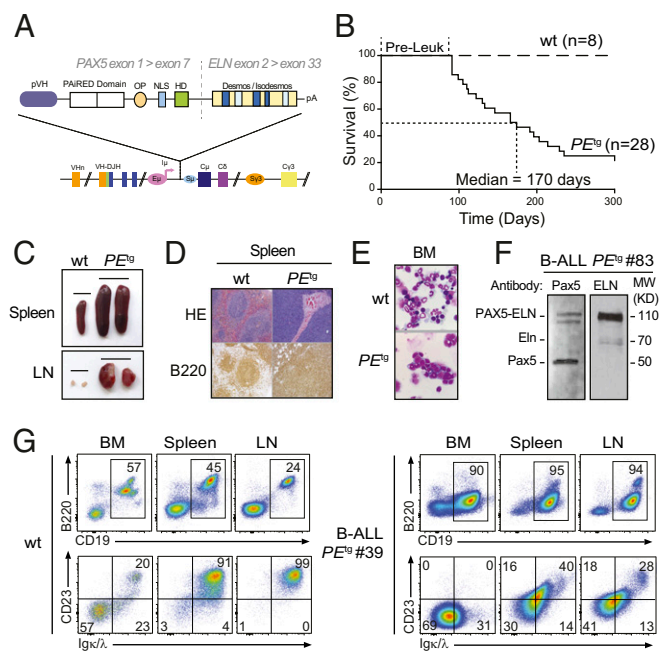 A
PAX5 exon 1 > exon 7
ELN exon 2 > exon 33
pVH
PAiRED Domain
OP
NLS
HD
Desmos / Isodesmos
pA
VHn
VH-DJH
Iμ
Eμ
Sμ
Cμ
Cδ
Sγ3
Cγ3
B
Pre-Leuk
wt (n=8)
PEtg (n=28)
Median = 170 days
Survival (%)
100
80
60
40
20
0
0 100 200 300
Time (Days)
C
wt PEtg
Spleen
LN
D
Spleen
wt PEtg
HE
B220
E
BM
wt
PEtg
F
B-ALL PEtg #83
Antibody: Pax5 ELN MW (KD)
PAX5-ELN
Eln
Pax5
- 110
- 70
- 50
G
wt
BM Spleen LN
57 45 24
B220
CD19
20 91 99
CD23
57 23 3 4 1 0
Igκ/λ
B-ALL
PEtg #39
BM Spleen LN
90 95 94
B220
CD19
0 0 16 40 18 28
CD23
69 31 30 14 41 13
Igκ/λ